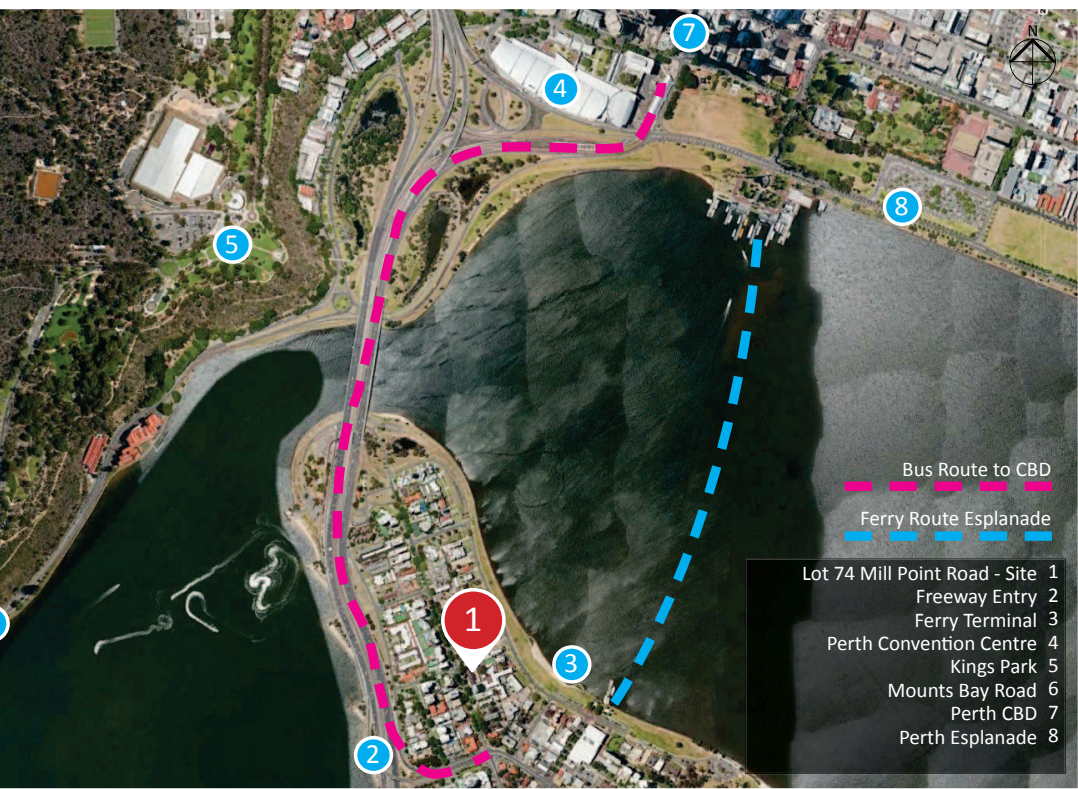 N
7
4
8
5
Bus Route to CBD
Ferry Route Esplanade
Lot 74 Mill Point Road - Site 1
Freeway Entry 2
Ferry Terminal 3
Perth Convention Centre 4
Kings Park 5
Mounts Bay Road 6
Perth CBD 7
Perth Esplanade 8
1
3
2